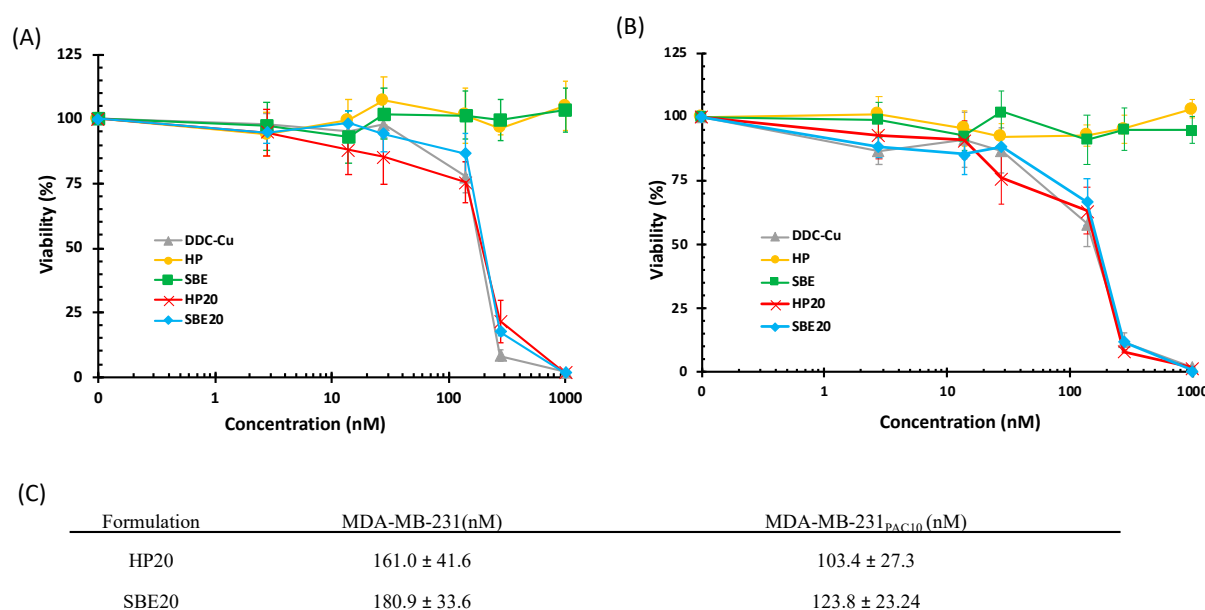 (A)
125
100
75
50
25
0
Viability (%)
DDC-Cu
HP
SBE
HP20
SBE20
0
1
10
100
1000
Concentration (nM)
(B)
125
100
75
50
25
0
Viability (%)
DDC-Cu
HP
SBE
HP20
SBE20
0
1
10
100
1000
Concentration (nM)
(C)
Formulation MDA-MB-231(nM) MDA-MB-231PAC10 (nM)
HP20 161.0 ± 41.6 103.4 ± 27.3
SBE20 180.9 ± 33.6 123.8 ± 23.24